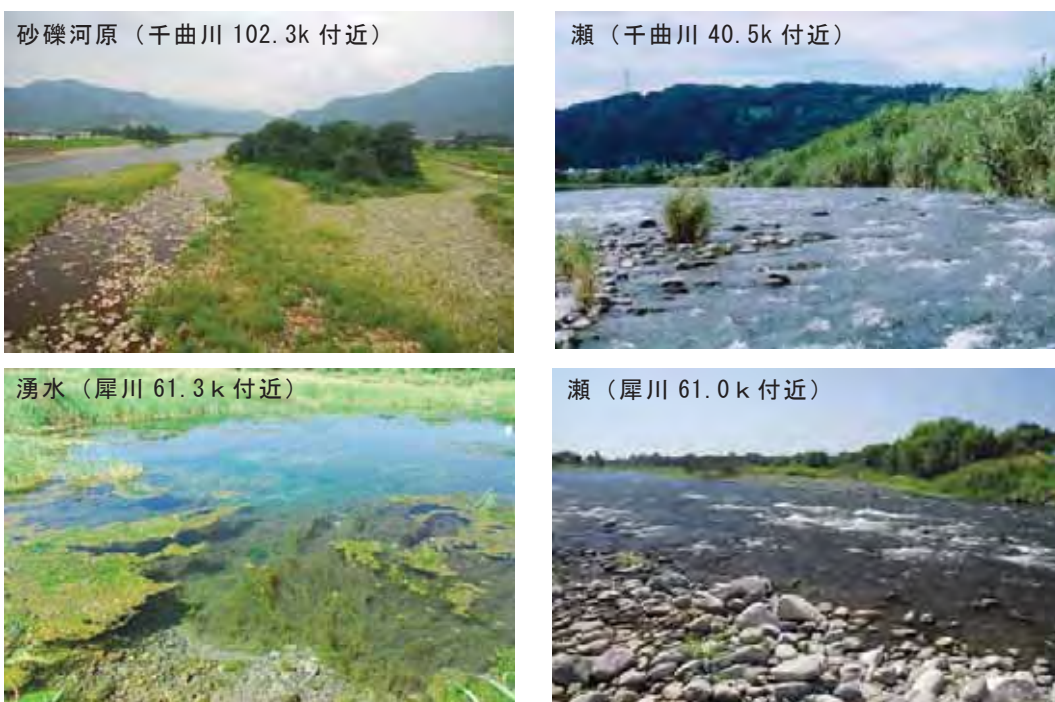 砂礫河原（千曲川 102.3k 付近）
瀬（千曲川 40.5k 付近）
湧水（犀川 61.3ｋ付近）
瀬（犀川 61.0ｋ付近）